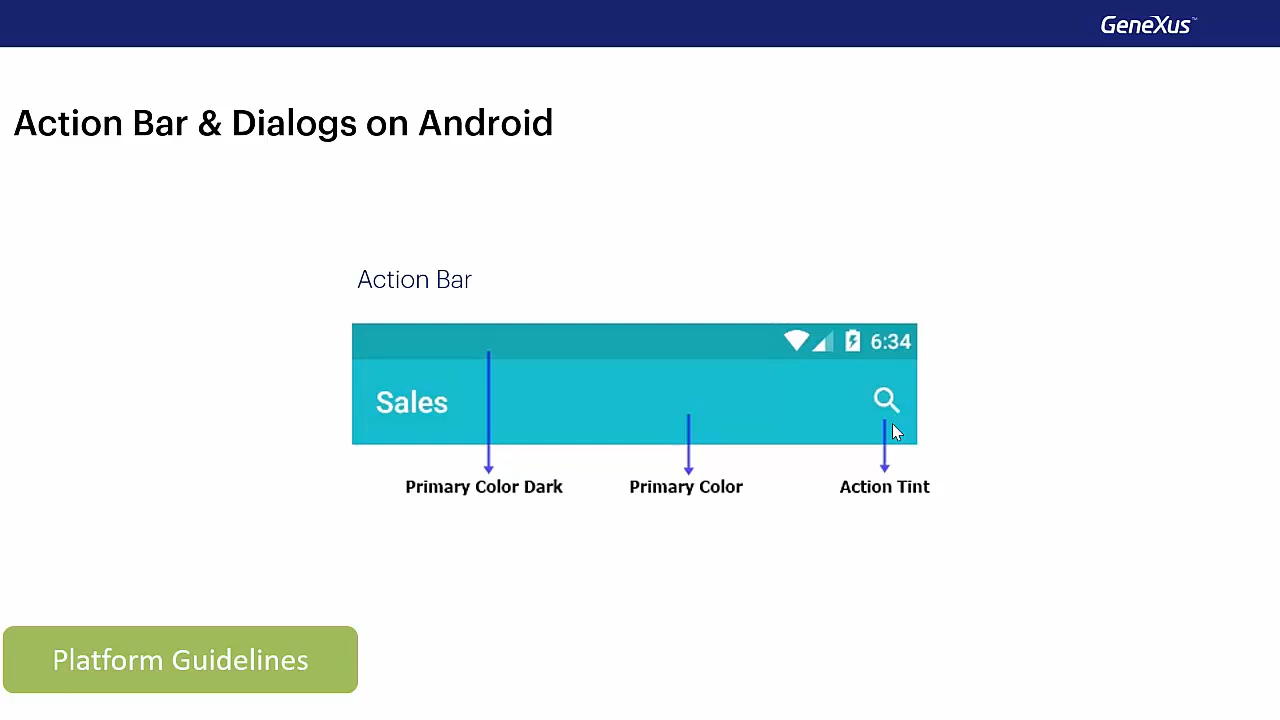 GeneXus™
Action Bar & Dialogs on Android
Action Bar
6:34
Sales
Primary Color Dark
Primary Color
Action Tint
Platform Guidelines